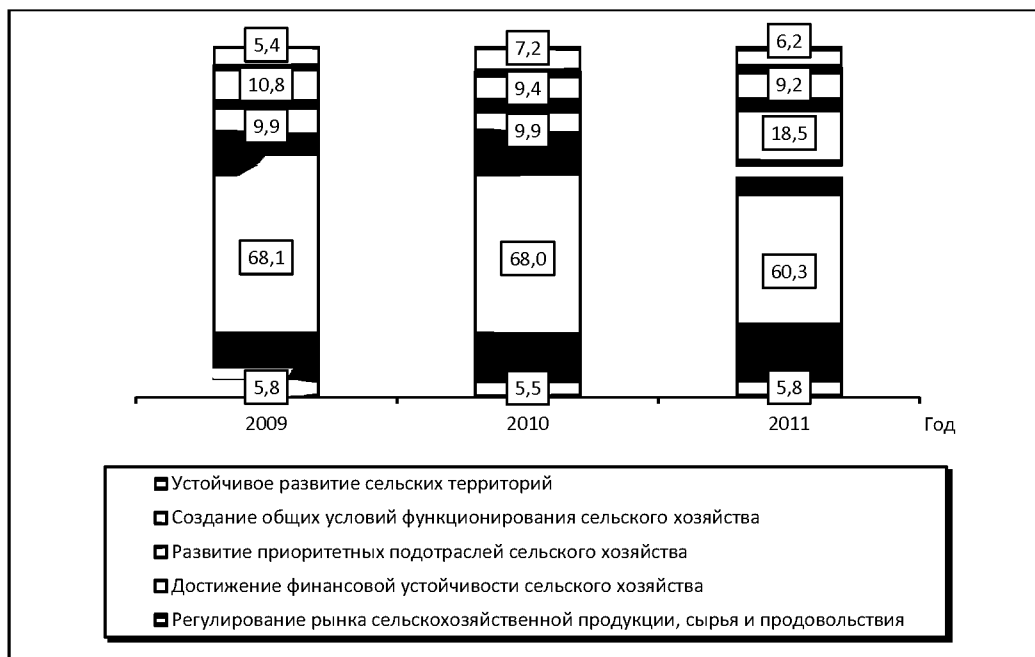 5,4 7,2 6,2
10,8 9,4 9,2
9,9 9,9 18,5
68,1 68,0 60,3
5,8 5,5 5,8
2009 2010 2011 Год
Устойчивое развитие сельских территорий
Создание общих условий функционирования сельского хозяйства
Развитие приоритетных подотраслей сельского хозяйства
Достижение финансовой устойчивости сельского хозяйства
Регулирование рынка сельскохозяйственной продукции, сырья и продовольствия